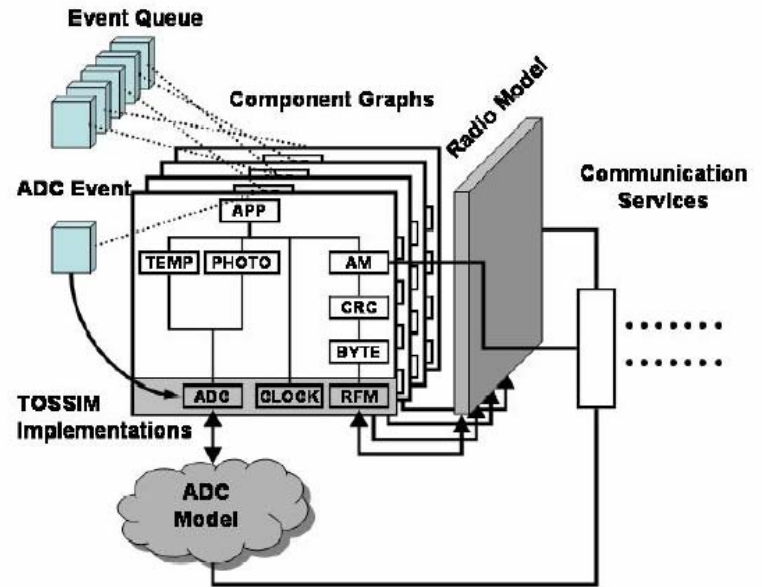 Event Queue
Component Graphs
Radio Model
ADC Event
Communication
Services
APP
TEMP PHOTO AM
CRC
BYTE
ADC CLOCK RFM
TOSSIM
Implementations
ADC
Model